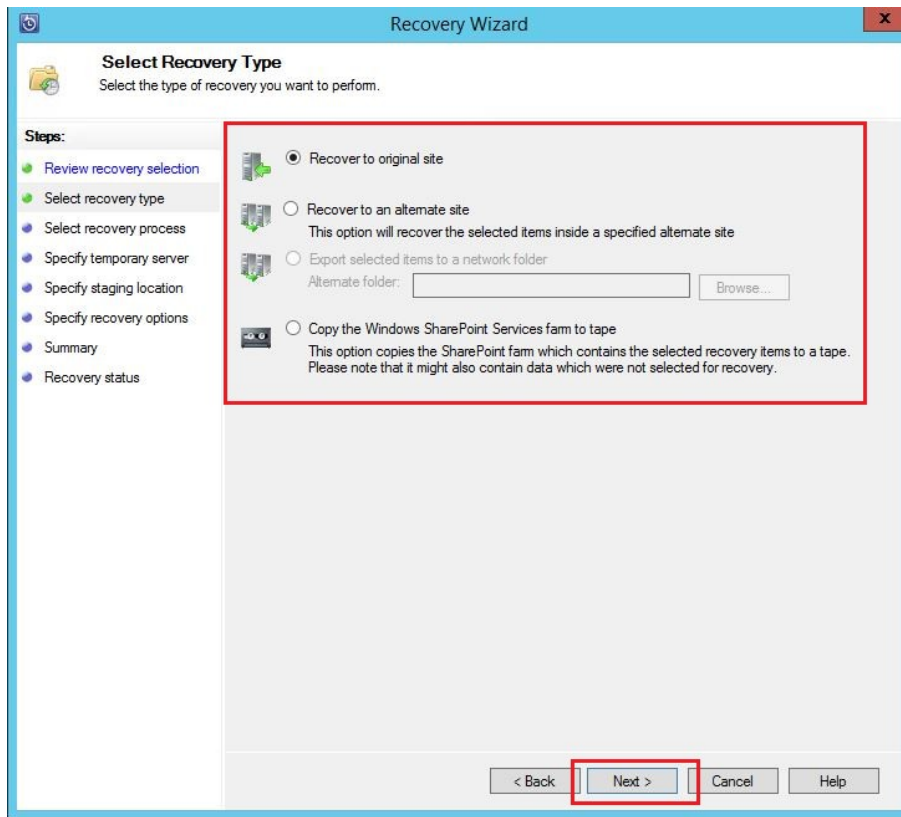 Recovery Wizard
x
Select Recovery Type
Select the type of recovery you want to perform.
Steps:
Review recovery selection
Select recovery type
Select recovery process
Specify temporary server
Specify staging location
Specify recovery options
Summary
Recovery status
Recover to original site
Recover to an alternate site
This option will recover the selected items inside a specified alternate site
Export selected items to a network folder
Alternate folder:
Browse...
Copy the Windows SharePoint Services farm to tape
This option copies the SharePoint farm which contains the selected recovery items to a tape.
Please note that it might also contain data which were not selected for recovery.
< Back Next > Cancel Help